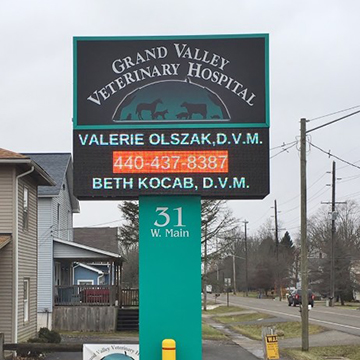 GRAND VALLEY
VETERINARY HOSPITAL
VALERIE OLSZAK, D.V.M.
440-437-8387
BETH KOCAB, D.V.M.
31
W. Main